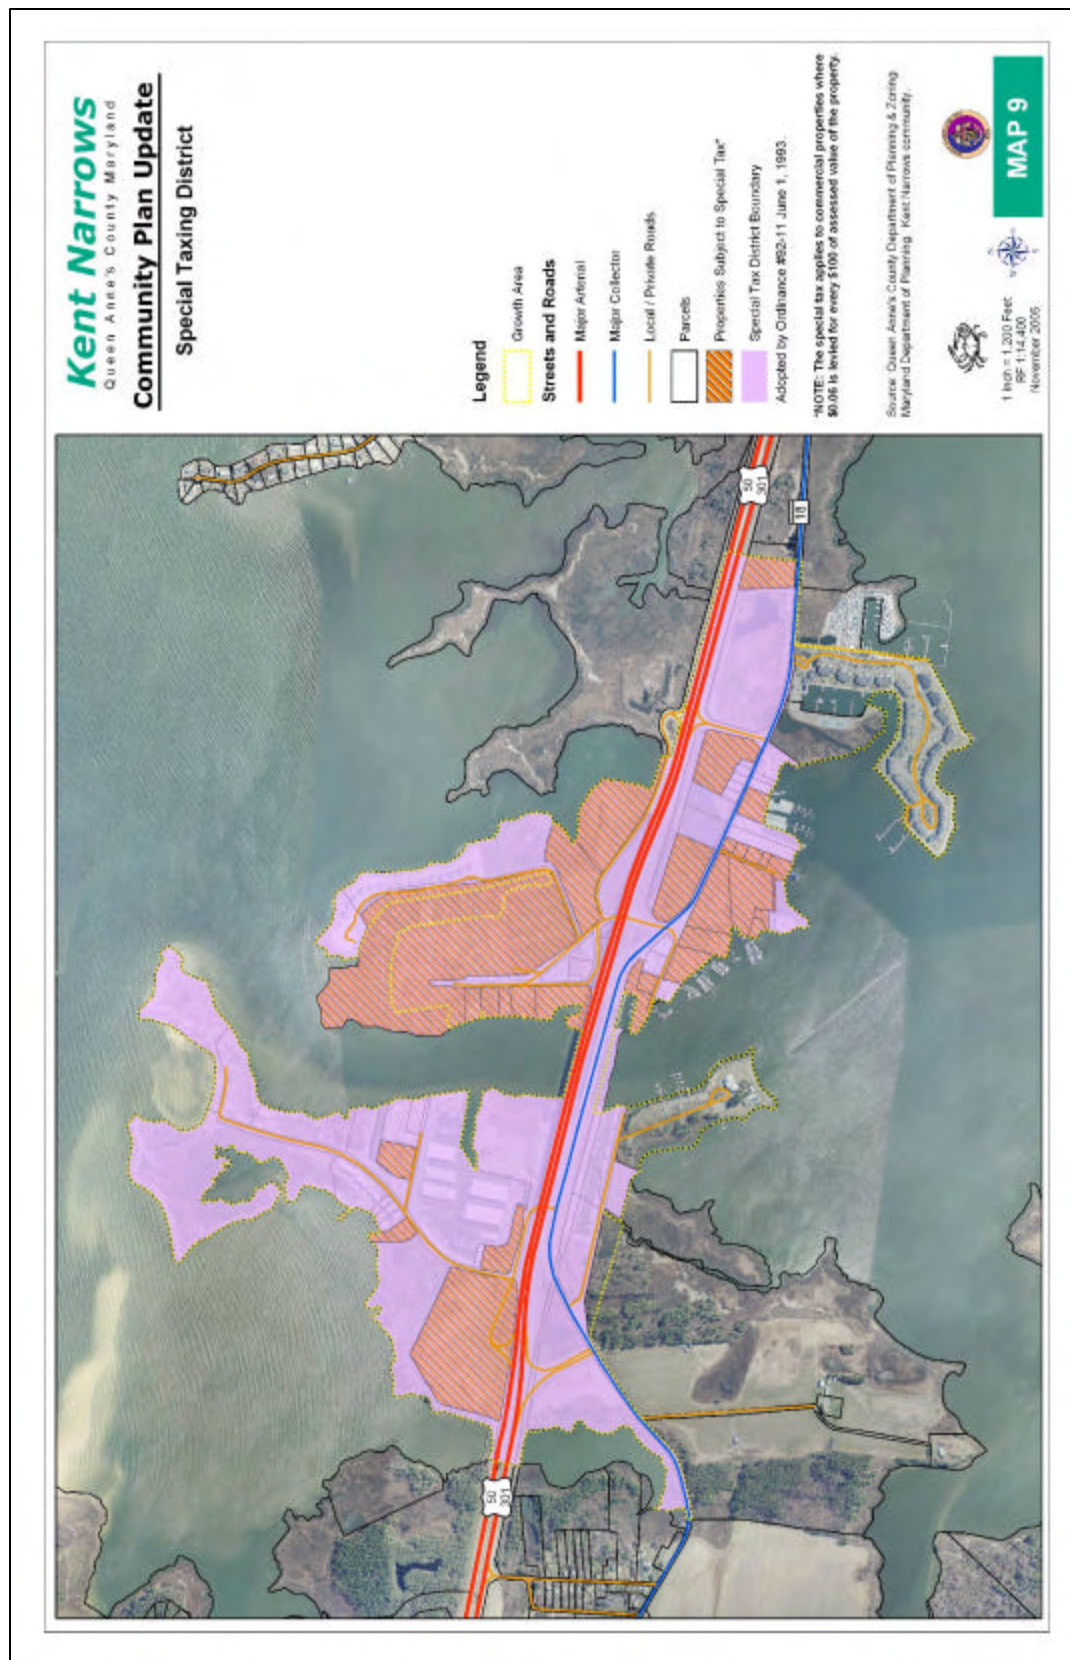 Kent Narrows
Queen Anne's County Maryland
Community Plan Update
Special Taxing District
Legend
Growth Area
Streets and Roads
Major Arterial
Major Collector
Local / Private Roads
Parcels
Properties Subject to Special Tax*
Special Tax District Boundary
Adopted by Ordinance #92-11 June 1, 1993.
*NOTE: The special tax applies to commercial properties where
$0.06 is levied for every $100 of assessed value of the property.
Source: Queen Anne's County Department of Planning & Zoning
Maryland Department of Planning. Kent Narrows community.
1 Inch = 1,200 Feet
RF 1:14,400
November 2005
MAP 9
50
301
18
50
301